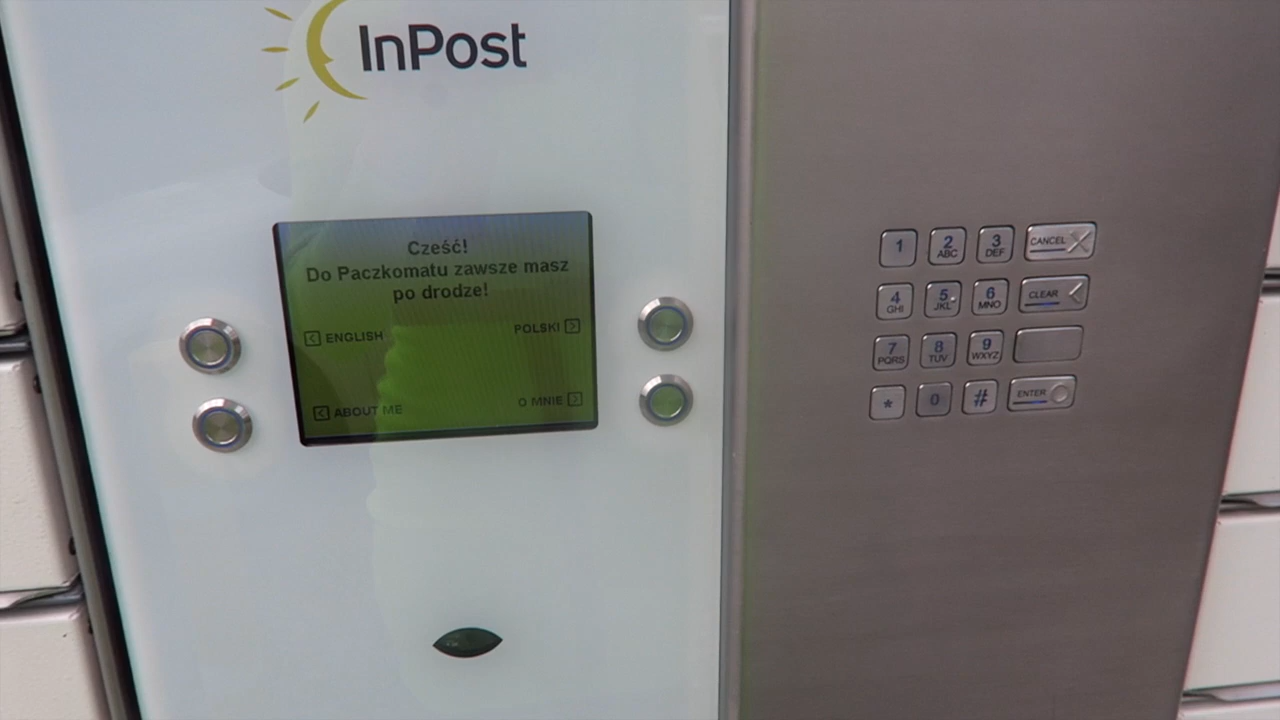 InPost
Cześć!
Do Paczkomatu zawsze masz
po drodze!
ENGLISH
POLSKI
ABOUT ME
O MNIE
1
2
ABC
3
DEF
CANCEL
4
GHI
5
JKL
6
MNO
CLEAR
7
PQRS
8
TUV
9
WXYZ
*
0
#
ENTER